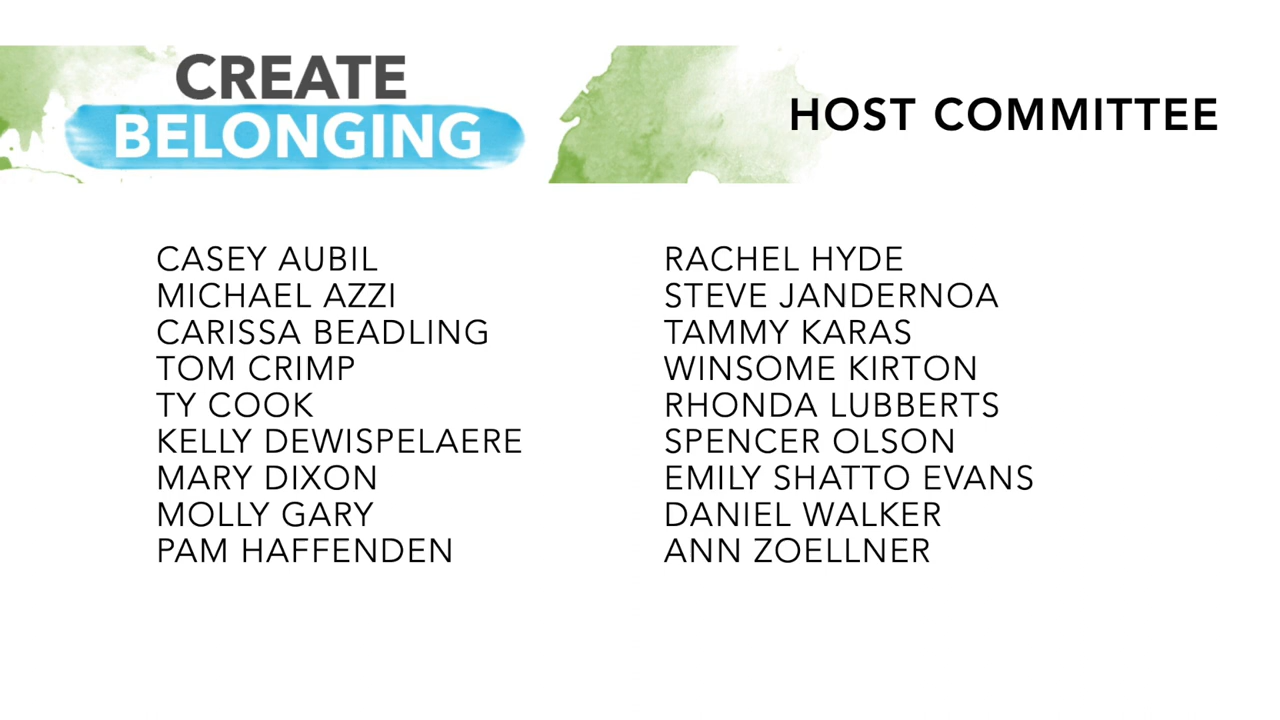 CREATE
BELONGING
HOST COMMITTEE
CASEY AUBIL
MICHAEL AZZI
CARISSA BEADLING
TOM CRIMP
TY COOK
KELLY DEWISPELAERE
MARY DIXON
MOLLY GARY
PAM HAFFENDEN
RACHEL HYDE
STEVE JANDERNOA
TAMMY KARAS
WINSOME KIRTON
RHONDA LUBBERTS
SPENCER OLSON
EMILY SHATTO EVANS
DANIEL WALKER
ANN ZOELLNER